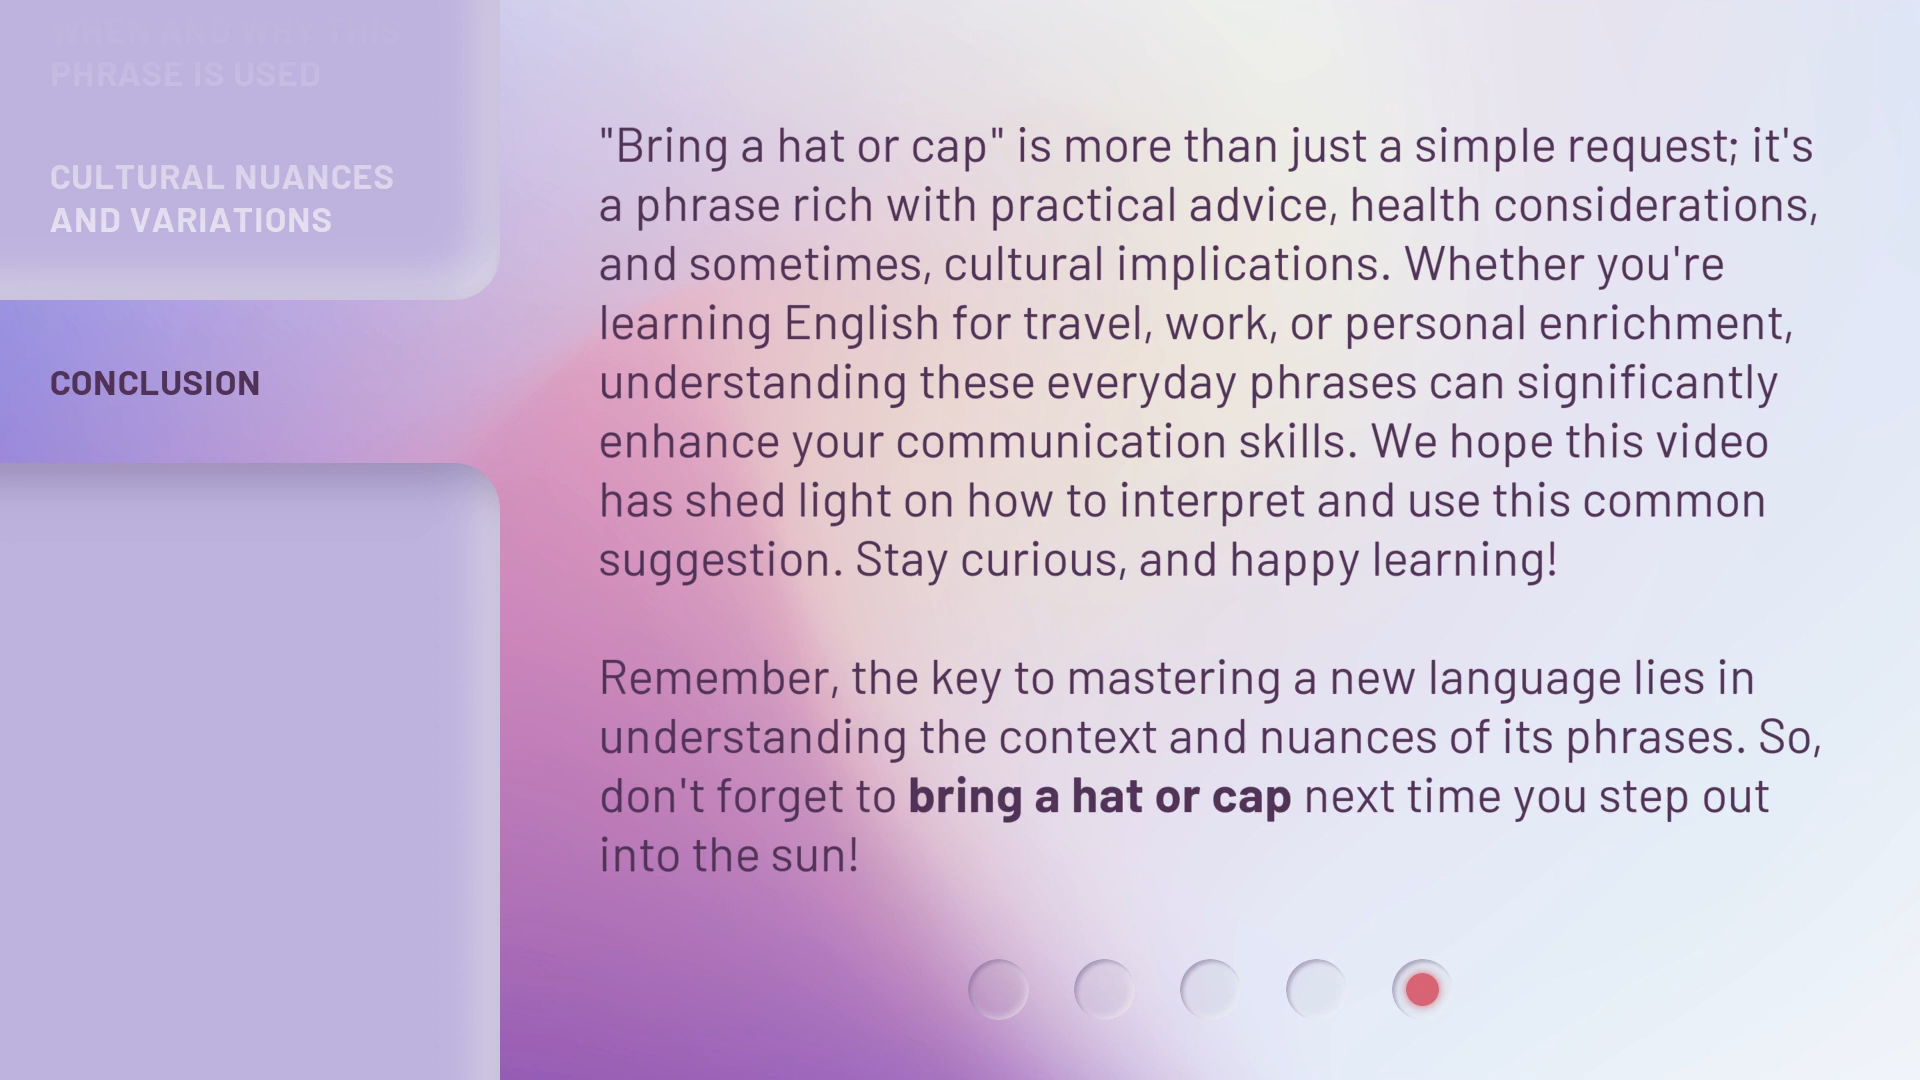 WHEN AND WHY THIS
PHRASE IS USED
CULTURAL NUANCES
AND VARIATIONS
CONCLUSION
"Bring a hat or cap" is more than just a simple request; it's
a phrase rich with practical advice, health considerations,
and sometimes, cultural implications. Whether you're
learning English for travel, work, or personal enrichment,
understanding these everyday phrases can significantly
enhance your communication skills. We hope this video
has shed light on how to interpret and use this common
suggestion. Stay curious, and happy learning!
Remember, the key to mastering a new language lies in
understanding the context and nuances of its phrases. So,
don't forget to bring a hat or cap next time you step out
into the sun!